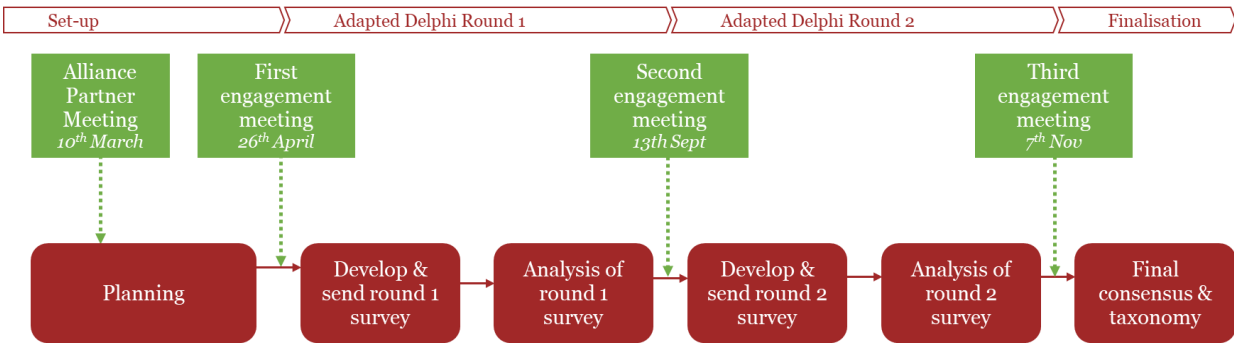 Set-up
Adapted Delphi Round 1
Adapted Delphi Round 2
Finalisation
Alliance
Partner
Meeting
10th March
First
engagement
meeting
26th April
Second
engagement
meeting
13th Sept
Third
engagement
meeting
7th Nov
Planning
Develop &
send round 1
survey
Analysis of
round 1
survey
Develop &
send round 2
survey
Analysis of
round 2
survey
Final
consensus &
taxonomy